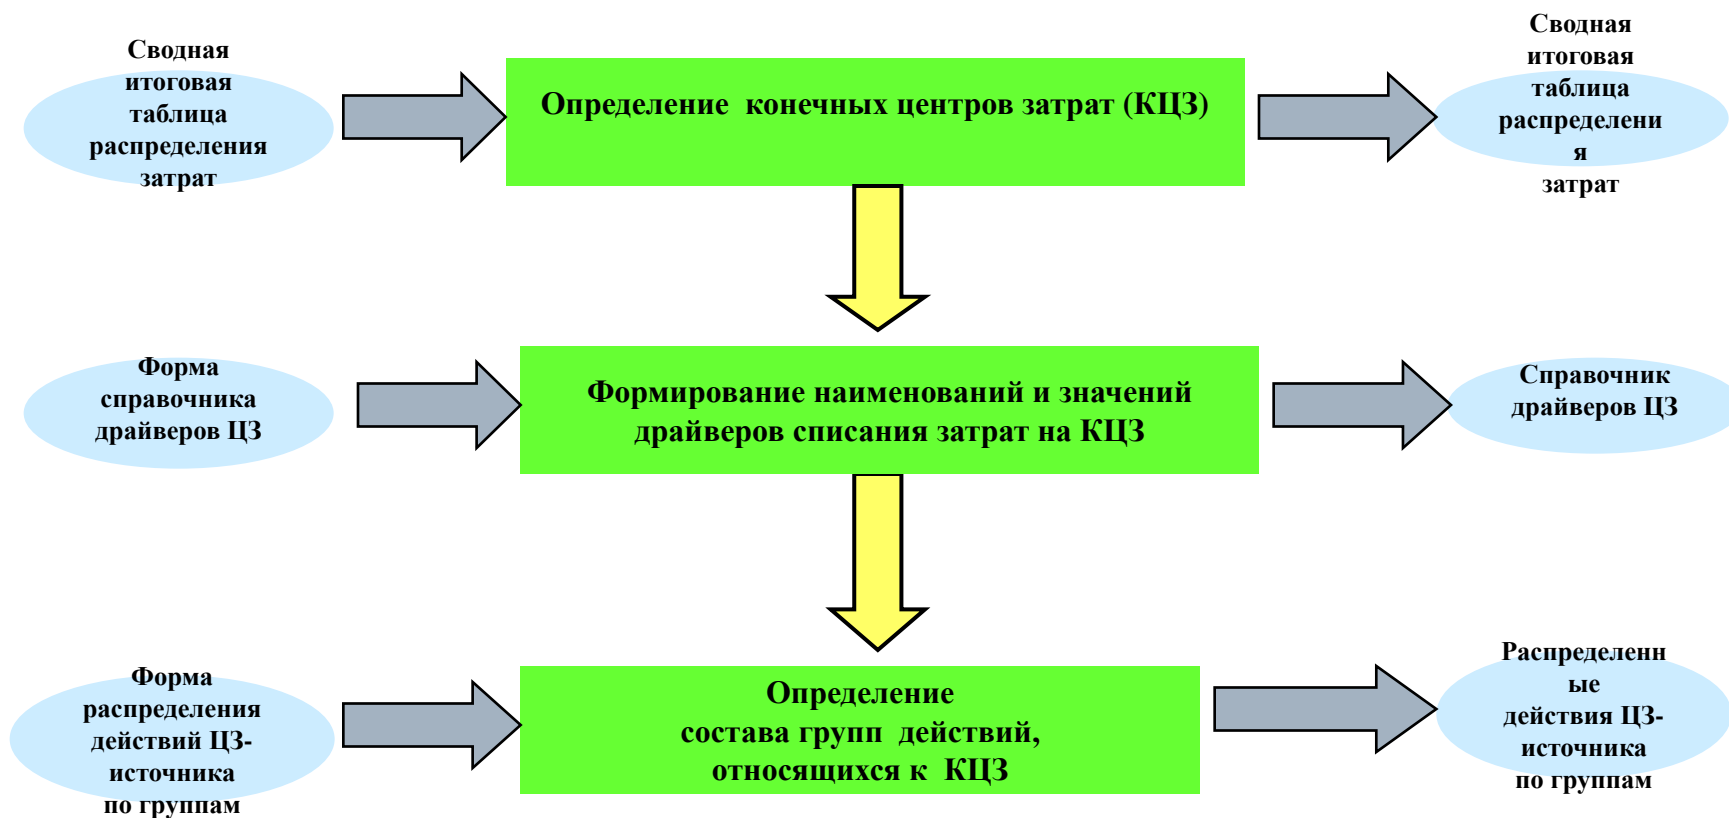 Сводная
итоговая
таблица
распределения
затрат
Определение конечных центров затрат (КЦЗ)
Сводная
итоговая
таблица
распределени
я
затрат
Форма
справочника
драйверов ЦЗ
Формирование наименований и значений
драйверов списания затрат на КЦЗ
Справочник
драйверов ЦЗ
Форма
распределения
действий ЦЗ-
источника
по группам
Определение
состава групп действий,
относящихся к КЦЗ
Распределенн
ые
действия ЦЗ-
источника
по группам